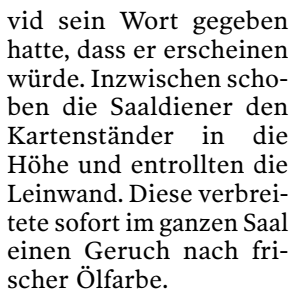 vid sein Wort gegeben
hatte, dass er erscheinen
würde. Inzwischen scho-
ben die Saaldiener den
Kartenständer in die
Höhe und entrollten die
Leinwand. Diese verbrei-
tete sofort im ganzen Saal
einen Geruch nach fri-
scher Ölfarbe.